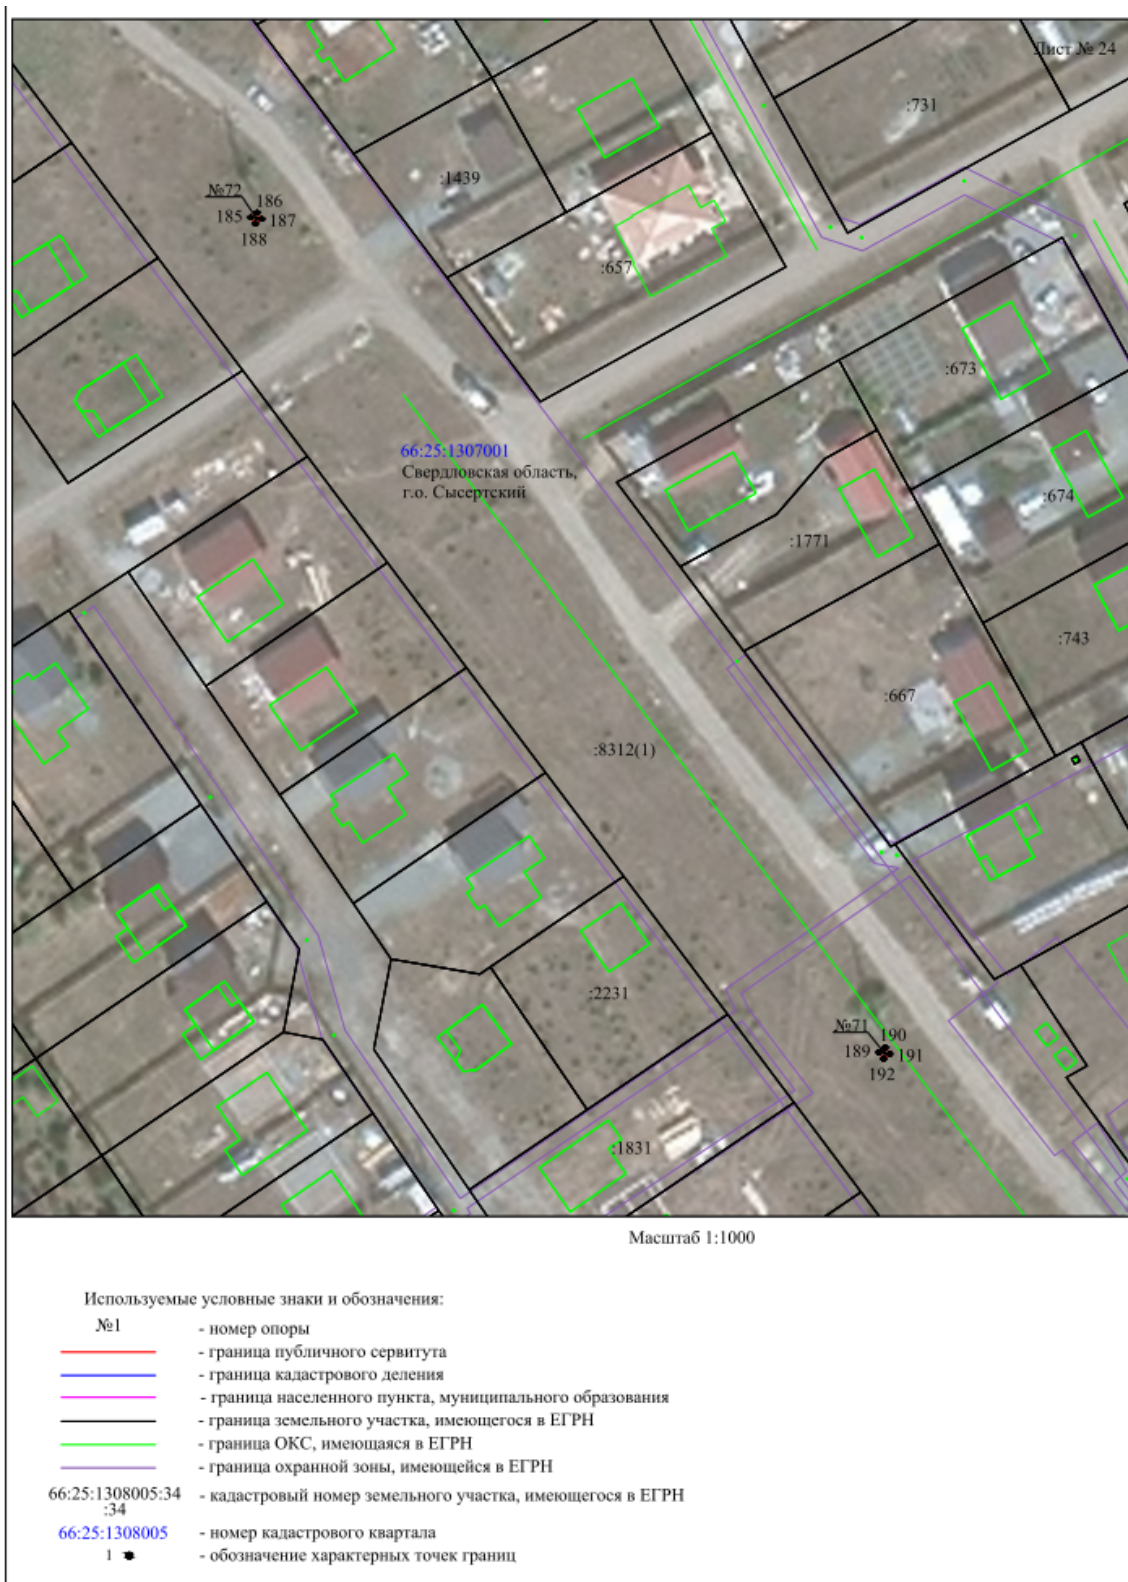 Лист № 24
:731
:1439
№72
186
185
187
188
:657
:673
66:25:1307001
Свердловская область,
г.о. Сысертский
:674
:1771
:743
:667
:8312(1)
:2231
№71
190
189
191
192
:1831
Масштаб 1:1000
Используемые условные знаки и обозначения:
№1 - номер опоры
- граница публичного сервитута
- граница кадастрового деления
- граница населенного пункта, муниципального образования
- граница земельного участка, имеющегося в ЕГРН
- граница ОКС, имеющаяся в ЕГРН
- граница охранной зоны, имеющейся в ЕГРН
66:25:1308005:34 - кадастровый номер земельного участка, имеющегося в ЕГРН
:34
66:25:1308005 - номер кадастрового квартала
1 - обозначение характерных точек границ